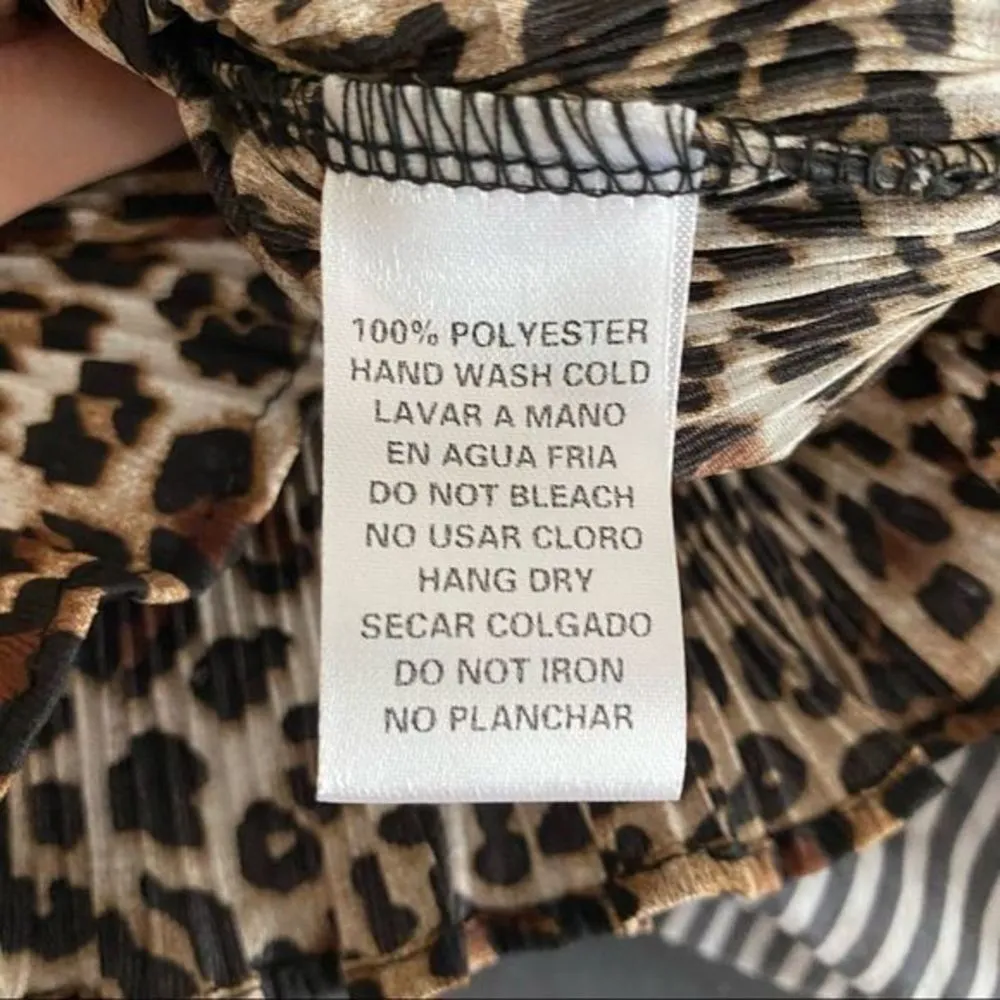 100% POLYESTER
HAND WASH COLD
LAVAR A MANO
EN AGUA FRIA
DO NOT BLEACH
NO USAR CLORO
HANG DRY
SECAR COLGADO
DO NOT IRON
NO PLANCHAR